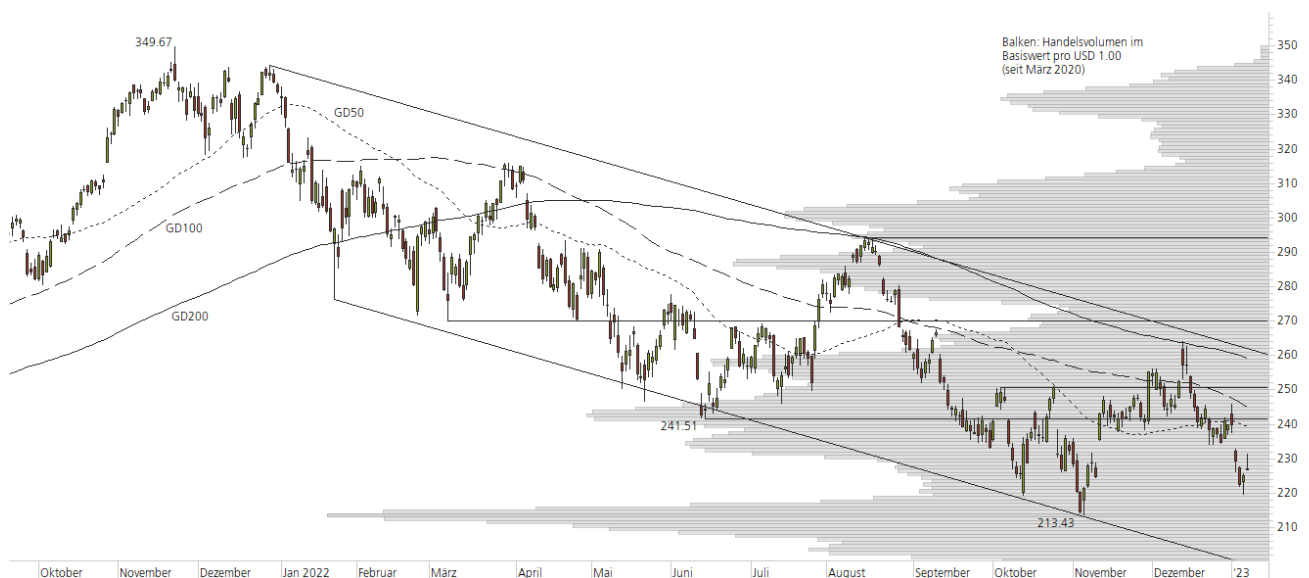 349.67
Balken: Handelsvolumen im
Basiswert pro USD 1.00
(seit März 2020)
GD50
GD100
GD200
241.51
213.43
350
340
330
320
310
300
290
280
270
260
250
240
230
220
210
Oktober November Dezember Jan 2022 Februar März April Mai Juni Juli August September Oktober November Dezember '23